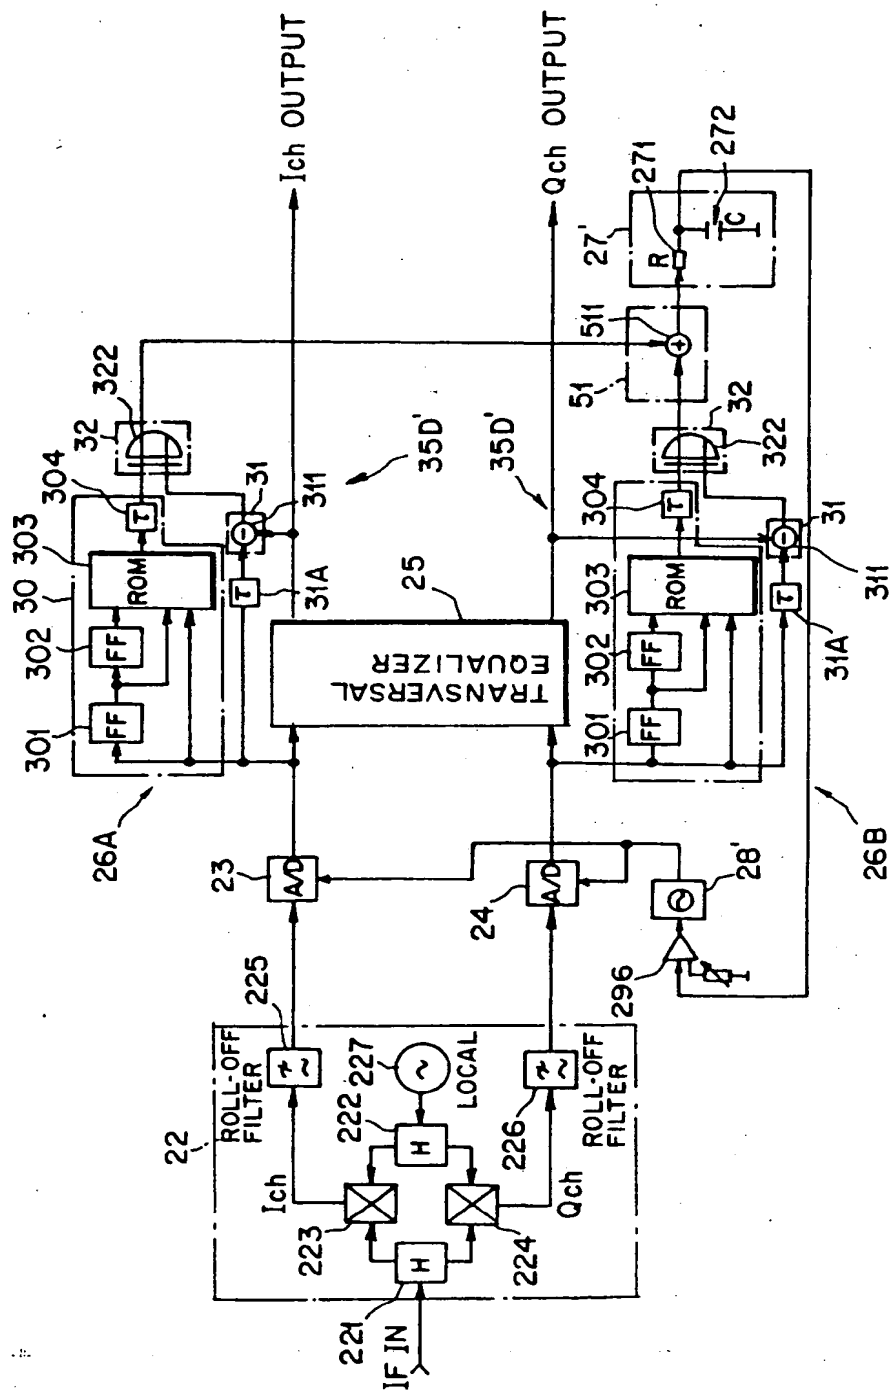 IF IN
221
H
223
224
Ich
Qch
222
H
227
LOCAL
22
ROLL-OFF
FILTER
225
226
ROLL-OFF
FILTER
23
A/D
24
A/D
296
28'
26A
26B
TRANSVERSAL
EQUALIZER
25
301
FF
302
FF
30
303
ROM
304
T
31A
T
31
311
32
322
35D'
35D'
301
FF
302
FF
303
ROM
304
T
31A
T
31
311
32
322
51
511
27'
R
271
C
272
Ich OUTPUT
Qch OUTPUT